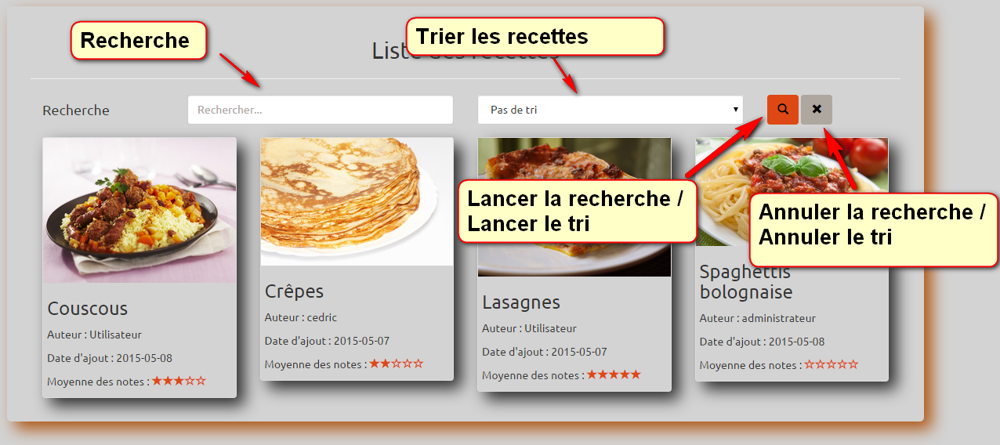 Recherche
Trier les recettes
Liste des recettes
Recherche
Rechercher...
Pas de tri
Lancer la recherche /
Lancer le tri
Annuler la recherche /
Annuler le tri
Couscous
Auteur : Utilisateur
Date d'ajout : 2015-05-08
Moyenne des notes : ★★★☆☆
Crêpes
Auteur : cedric
Date d'ajout : 2015-05-07
Moyenne des notes : ★★☆☆☆
Lasagnes
Auteur : Utilisateur
Date d'ajout : 2015-05-07
Moyenne des notes : ★★★★★
Spaghettis
bolognaise
Auteur : administrateur
Date d'ajout : 2015-05-08
Moyenne des notes : ☆☆☆☆☆